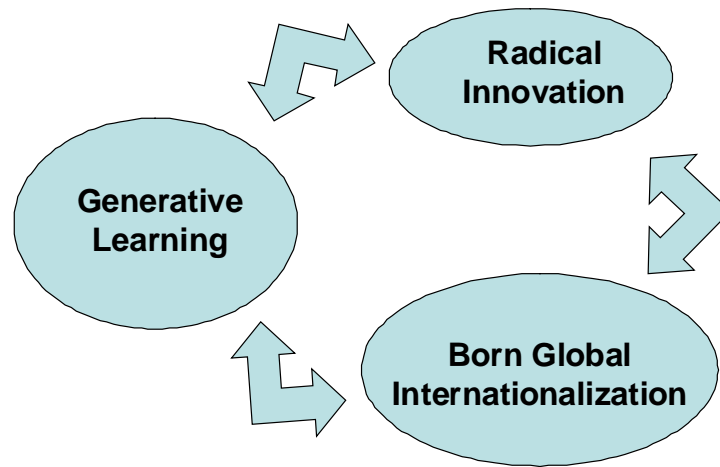 Radical
Innovation
Generative
Learning
Born Global
Internationalization